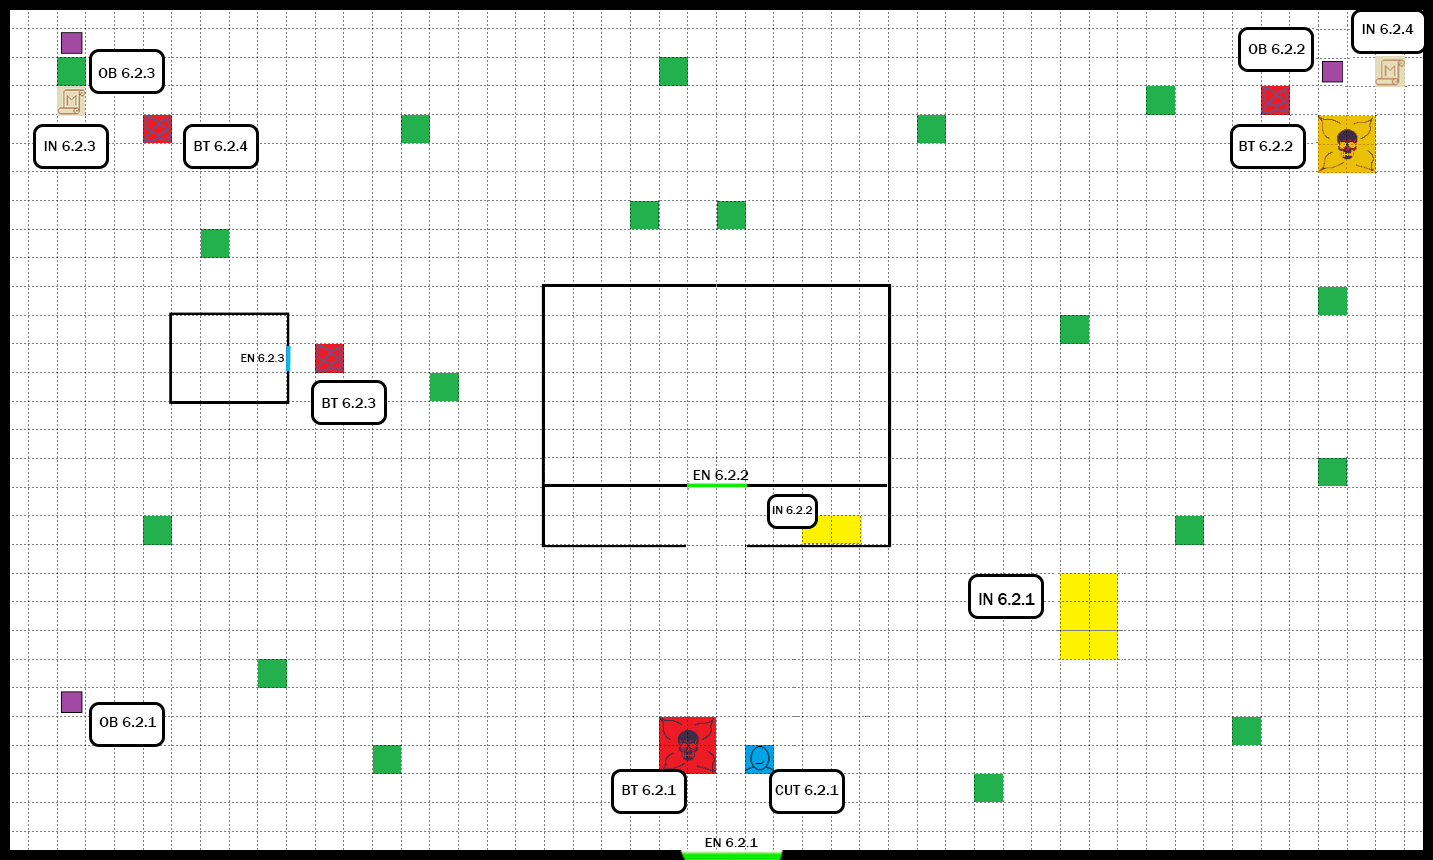 IN 6.2.4
OB 6.2.2
OB 6.2.3
M
M
IN 6.2.3
BT 6.2.4
BT 6.2.2
EN 6.2.3
BT 6.2.3
EN 6.2.2
IN 6.2.2
IN 6.2.1
OB 6.2.1
BT 6.2.1
CUT 6.2.1
EN 6.2.1